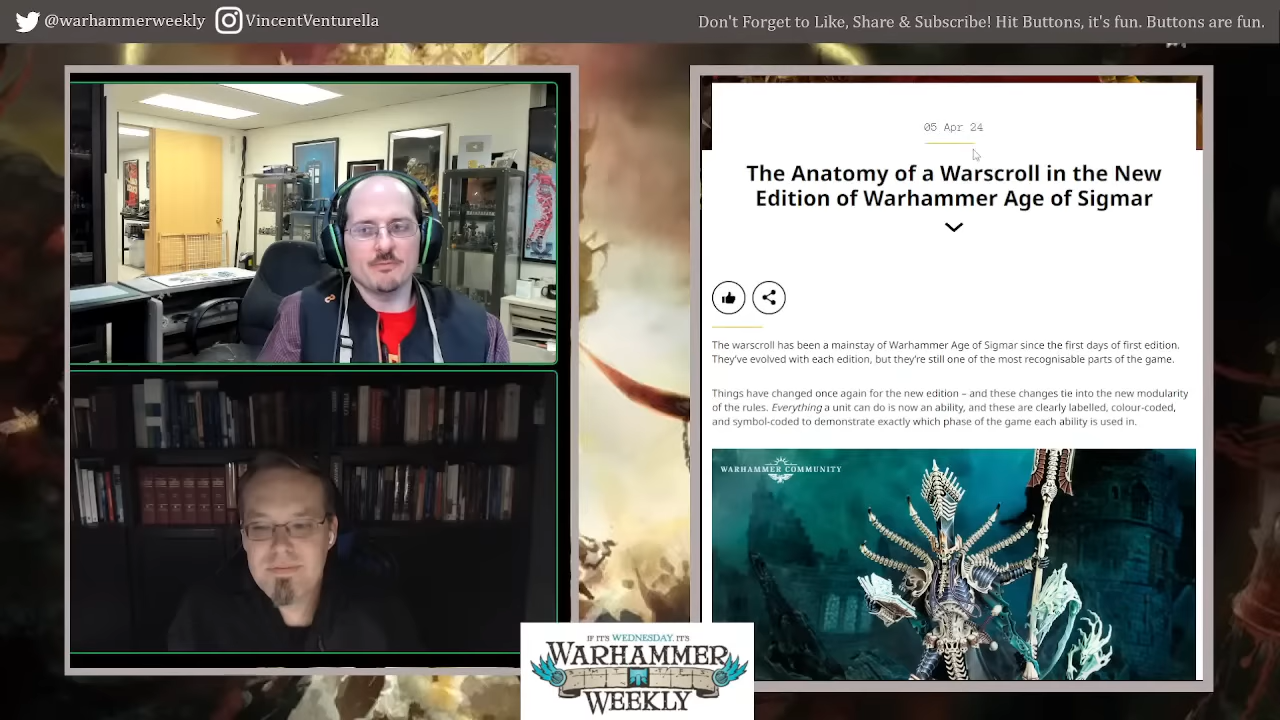 @warhammerweekly VincentVenturella
Don't Forget to Like, Share & Subscribe! Hit Buttons, it's fun. Buttons are fun.
05 Apr 24
The Anatomy of a Warscroll in the New
Edition of Warhammer Age of Sigmar
The warscroll has been a mainstay of Warhammer Age of Sigmar since the first days of first edition.
They've evolved with each edition, but they're still one of the most recognisable parts of the game.
Things have changed once again for the new edition – and these changes tie into the new modularity
of the rules. Everything a unit can do is now an ability, and these are clearly labelled, colour-coded,
and symbol-coded to demonstrate exactly which phase of the game each ability is used in.
WARHAMMER COMMUNITY
IF IT'S WEDNESDAY, IT'S
WARHAMMER
WEEKLY